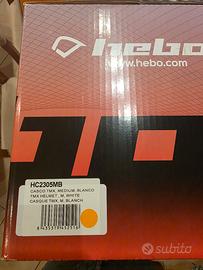 hebo
www.hebo.com
HC2305MB
CASCO TMX, MEDIUM, BLANCO
TMX HELMET, M, WHITE
CASQUE TMX, M, BLANCH
subito